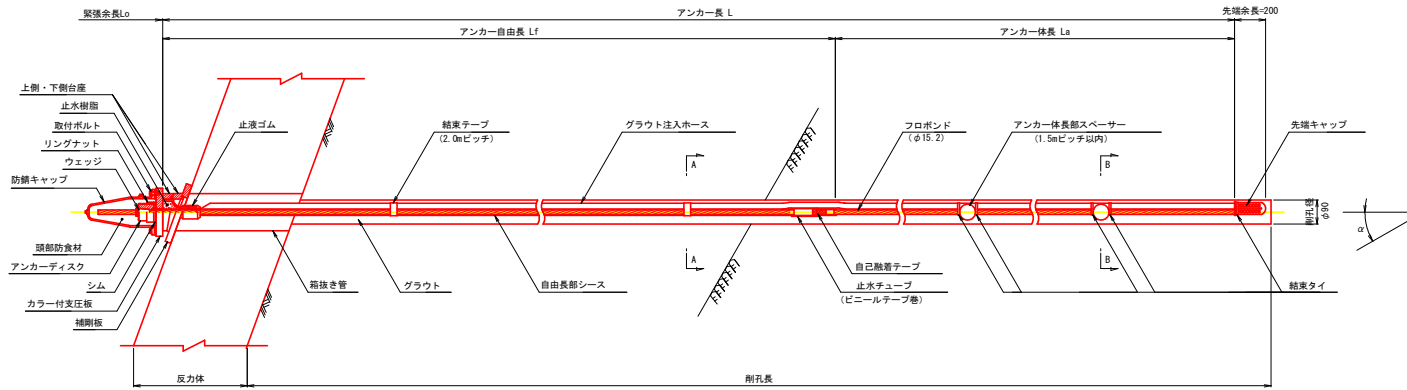 緊張余長Lo
アンカー長 L
先端余長=200
アンカー自由長 Lf
アンカー体長 La
上側・下側台座
止水樹脂
取付ボルト
リングナット
ウェッジ
防錆キャップ
止液ゴム
結束テープ
(2.0mピッチ)
グラウト注入ホース
フロボンド
(φ15.2)
アンカー体長部スペーサー
(1.5mピッチ以内)
先端キャップ
A
B
削孔径
φ90
α
頭部防食材
アンカーディスク
シム
カラー付支圧板
補剛板
箱抜き管
グラウト
自由長部シース
A
自己融着テープ
止水チューブ
(ビニールテープ巻)
B
結束タイ
反力体
削孔長